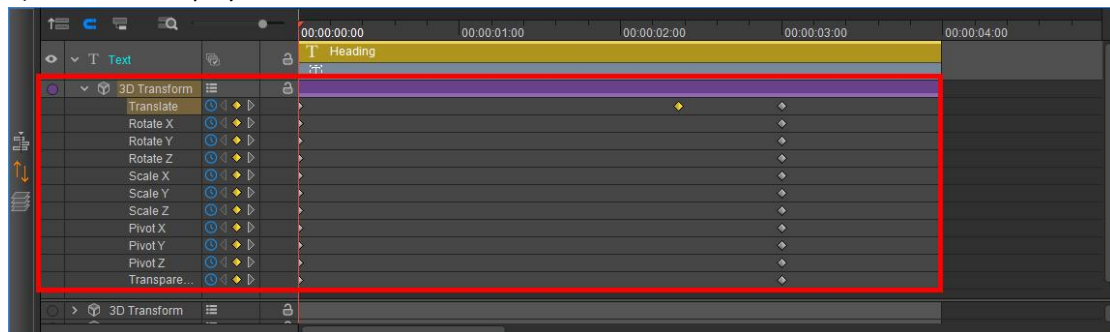 00:00:00:00 00:00:01:00 00:00:02:00 00:00:03:00 00:00:04:00
T Text T Heading
3D Transform
Translate
Rotate X
Rotate Y
Rotate Z
Scale X
Scale Y
Scale Z
Pivot X
Pivot Y
Pivot Z
Transpare...
3D Transform